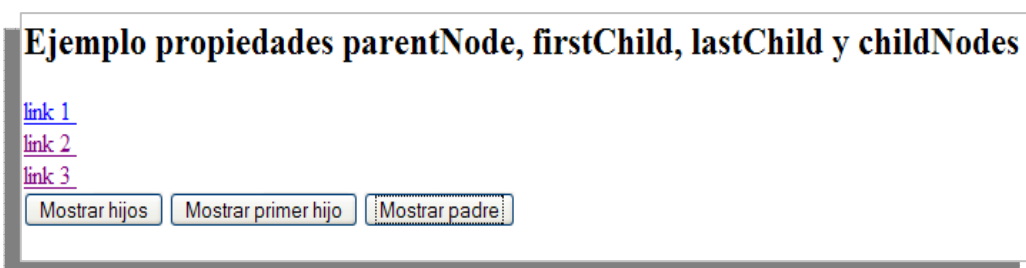 Ejemplo propiedades parentNode, firstChild, lastChild y childNodes
link 1
link 2
link 3
Mostrar hijos Mostrar primer hijo Mostrar padre